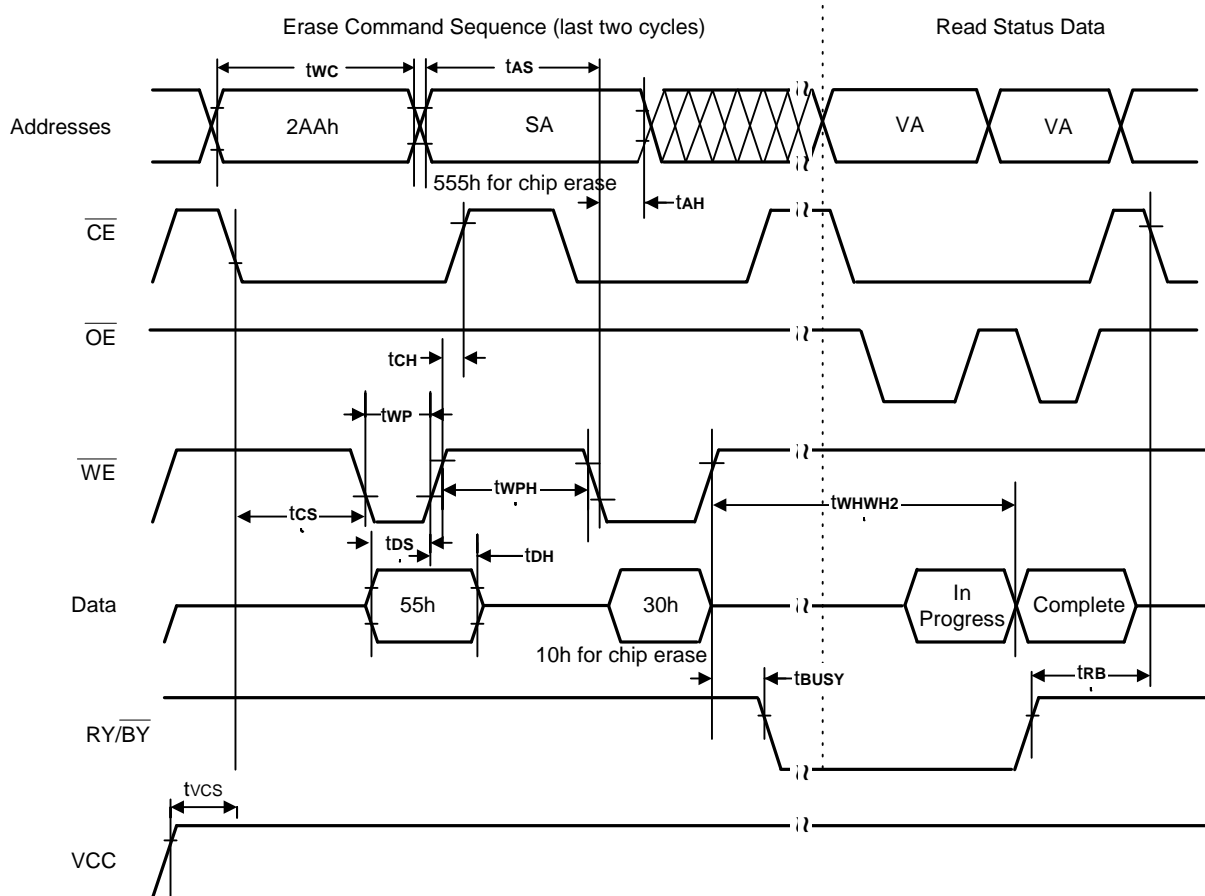 Erase Command Sequence (last two cycles)
Read Status Data
tWC
tAS
Addresses
2AAh
SA
VA
VA
555h for chip erase
tAH
CE
OE
tCH
tWP
WE
tWPH
tWHWH2
tCS
tDS
tDH
Data
55h
30h
In
Progress
Complete
10h for chip erase
tBUSY
tRB
RY/BY
tVCS
VCC